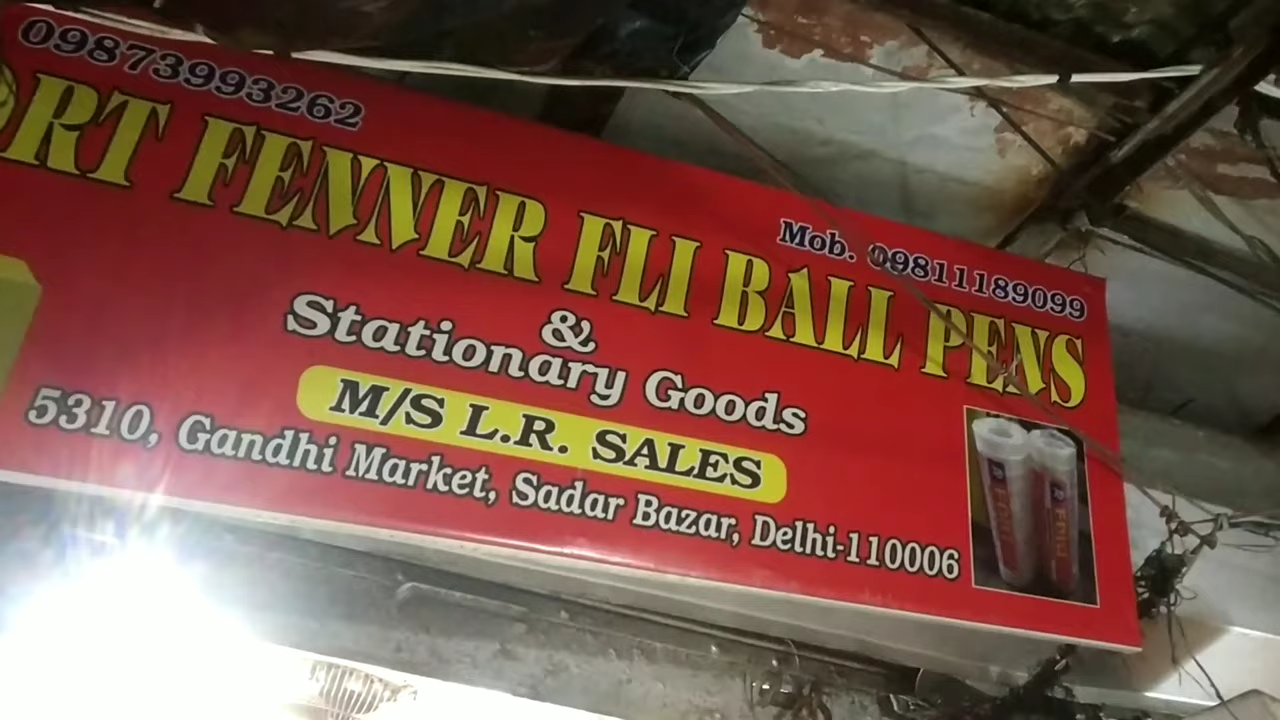 09873993262
Mob. 09811189099
RT FENNER FLI BALL PENS
&
Stationary Goods
M/S L.R. SALES
5310, Gandhi Market, Sadar Bazar, Delhi-110006